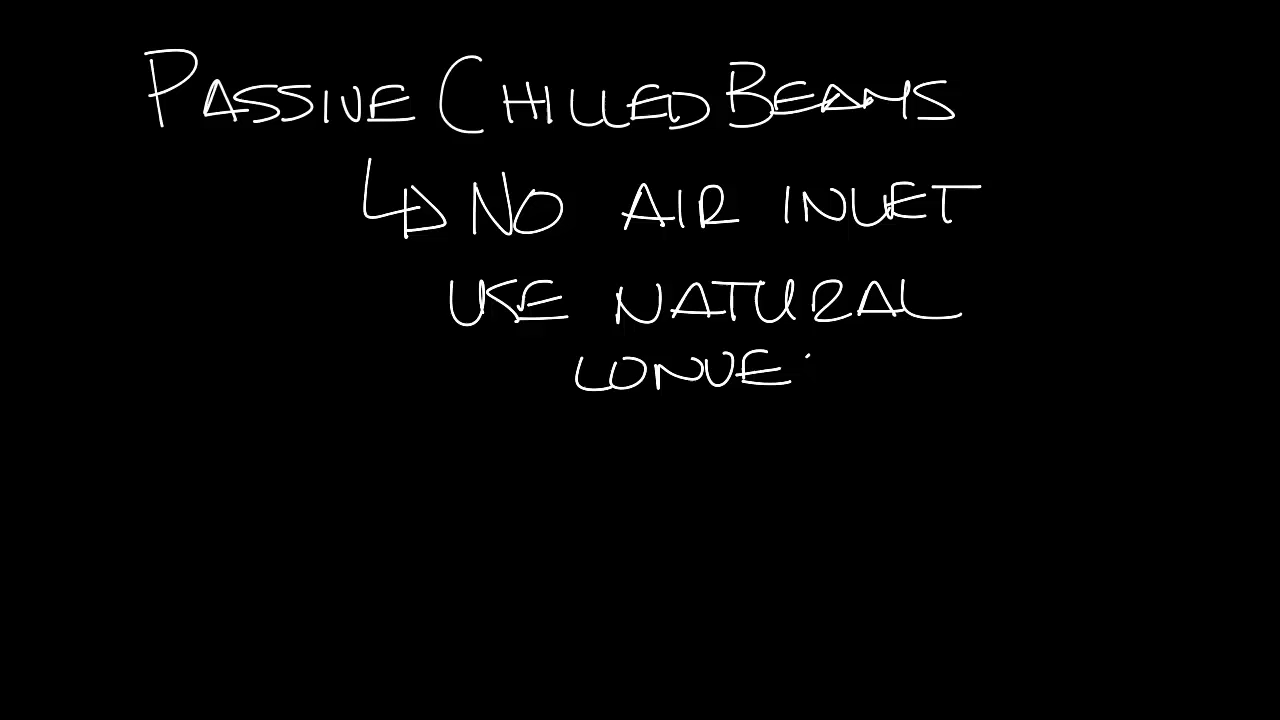 PASSIVE CHILLED BEAMS
↳ NO AIR INLET
USE NATURAL
CONVE